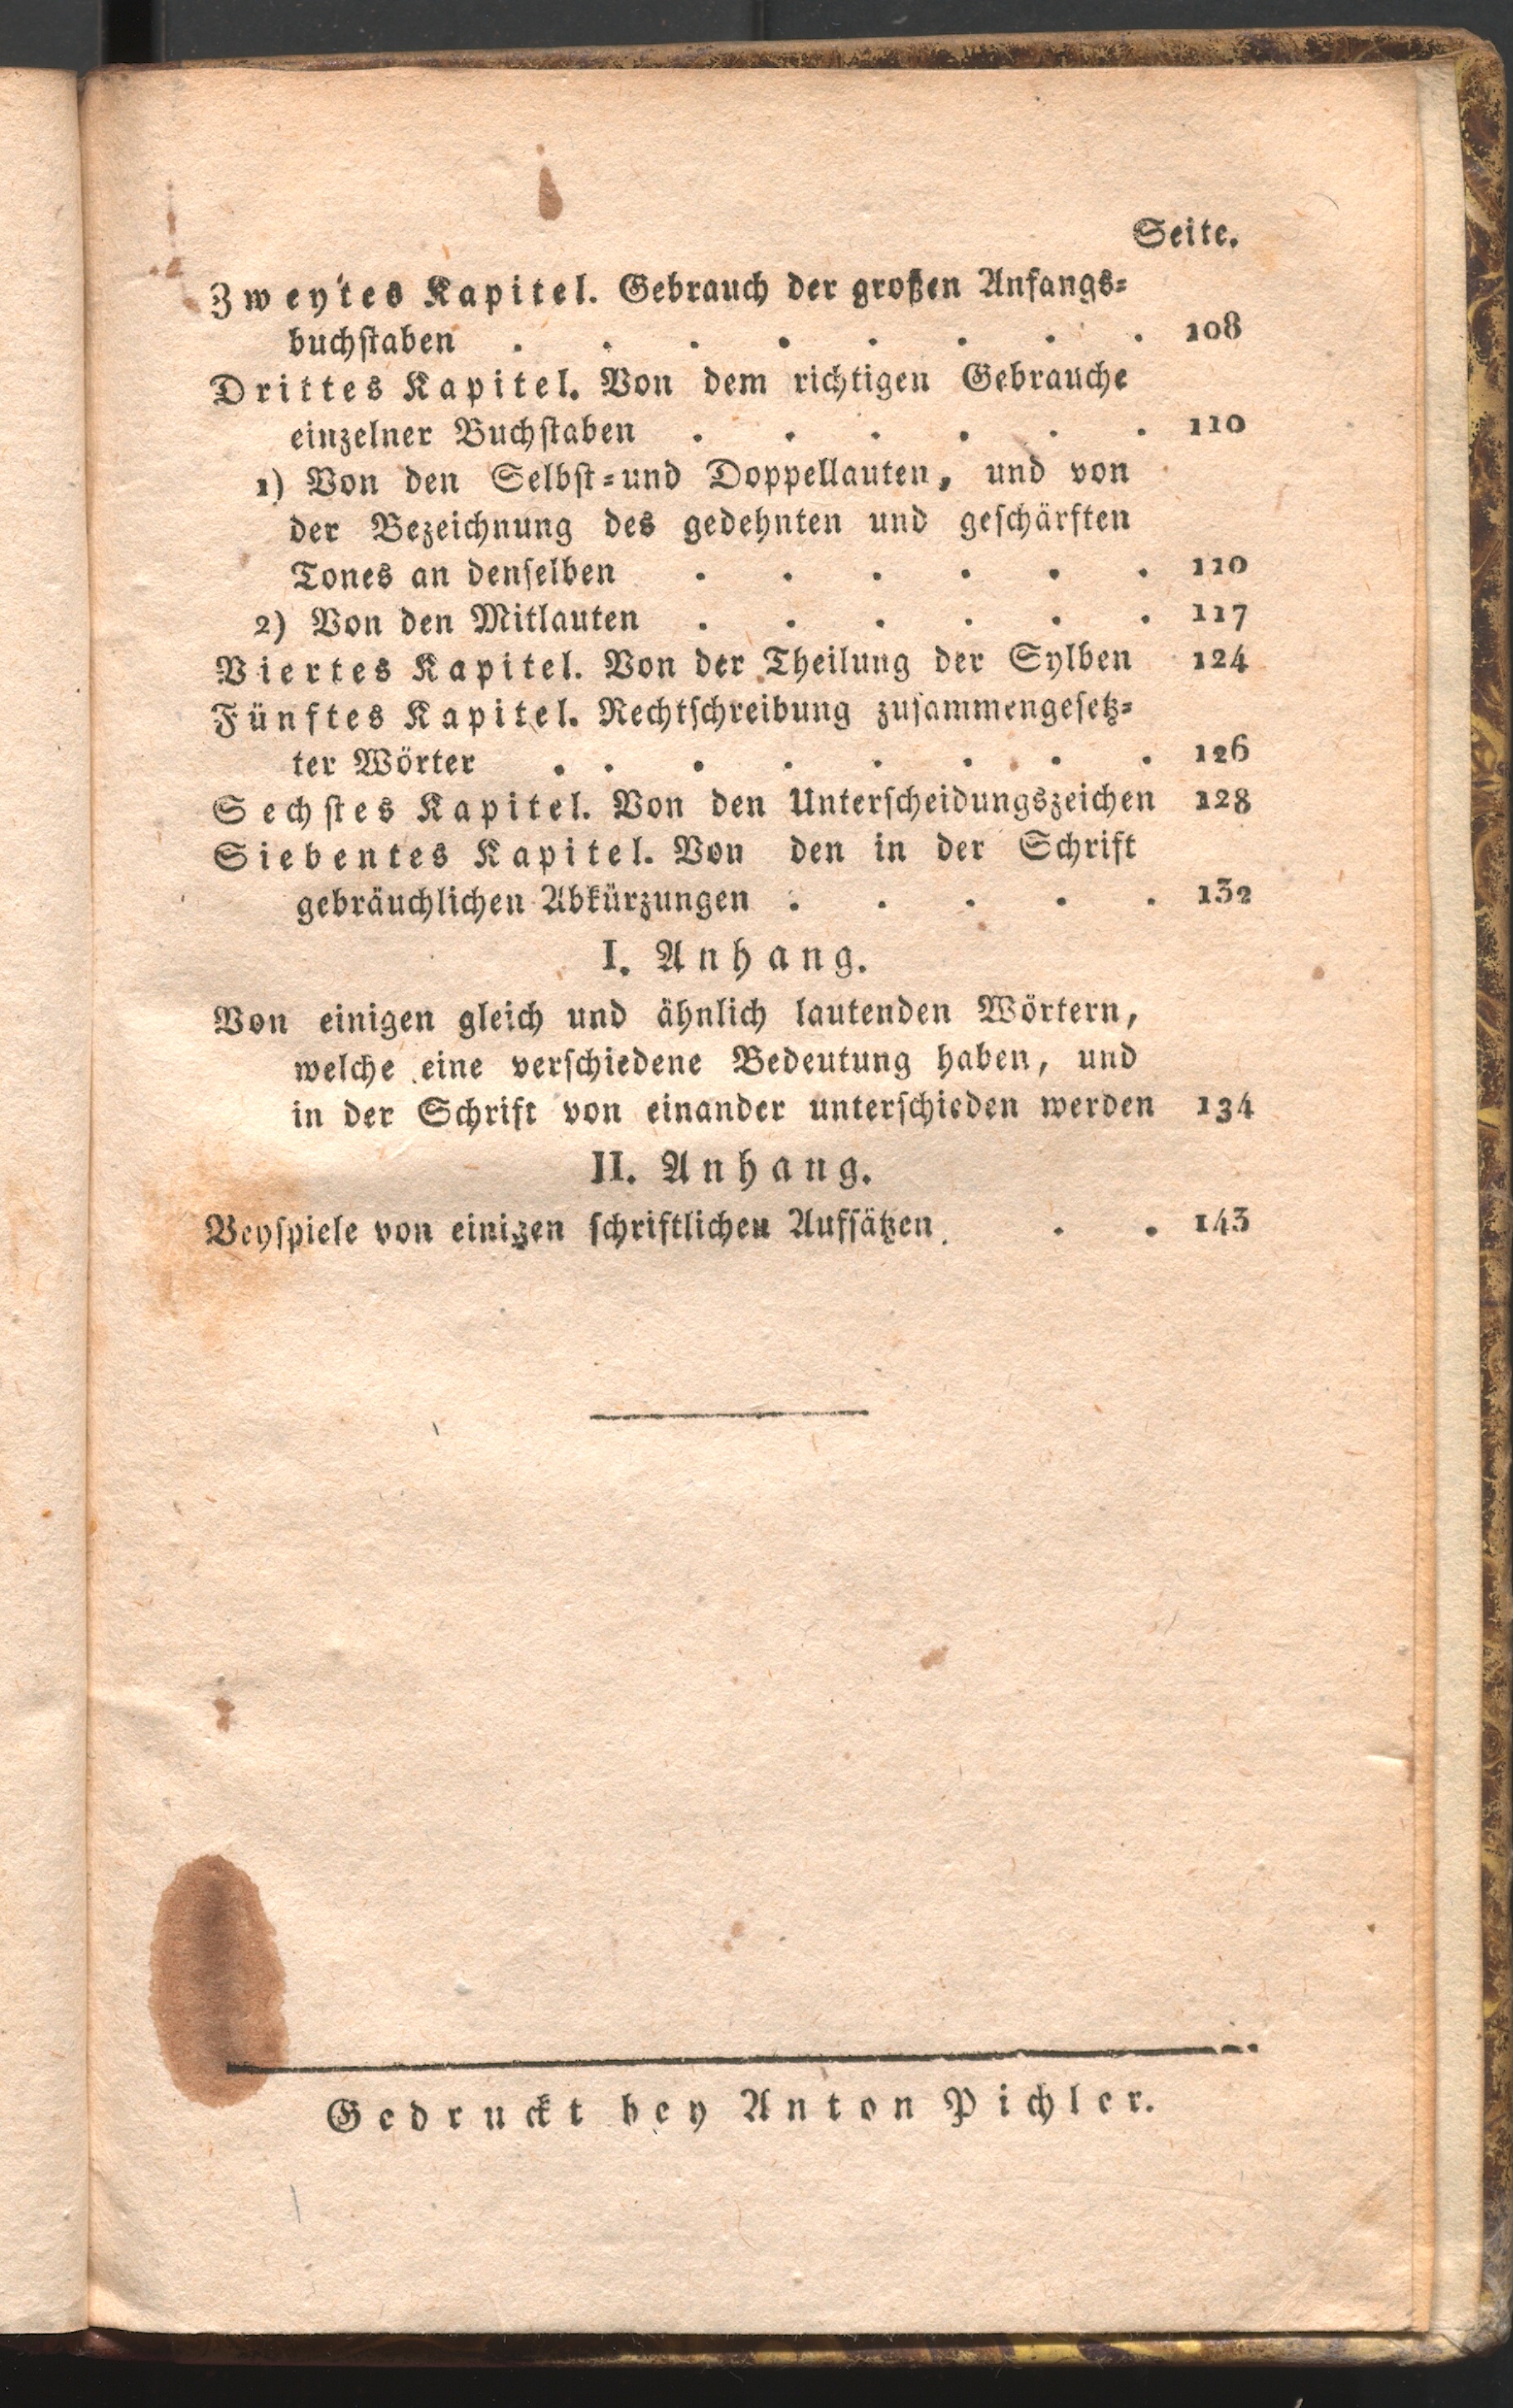 Seite.
Zweytes Kapitel. Gebrauch der großen Anfangs=
buchstaben . . . . . . . . 108
Drittes Kapitel. Von dem richtigen Gebrauche
einzelner Buchstaben . . . . . . 110
1) Von den Selbst=und Doppellauten, und von
der Bezeichnung des gedehnten und geschärften
Tones an denselben . . . . . . 110
2) Von den Mitlauten . . . . . . 117
Viertes Kapitel. Von der Theilung der Sylben 124
Fünftes Kapitel. Rechtschreibung zusammengesetz=
ter Wörter . . . . . . . . 126
Sechstes Kapitel. Von den Unterscheidungszeichen 128
Siebentes Kapitel. Von den in der Schrift
gebräuchlichen Abkürzungen . . . . . 132
I. Anhang.
Von einigen gleich und ähnlich lautenden Wörtern,
welche eine verschiedene Bedeutung haben, und
in der Schrift von einander unterschieden werden 134
II. Anhang.
Beyspiele von einigen schriftlichen Aufsätzen . . . 143
Gedruckt bey Anton Pichler.